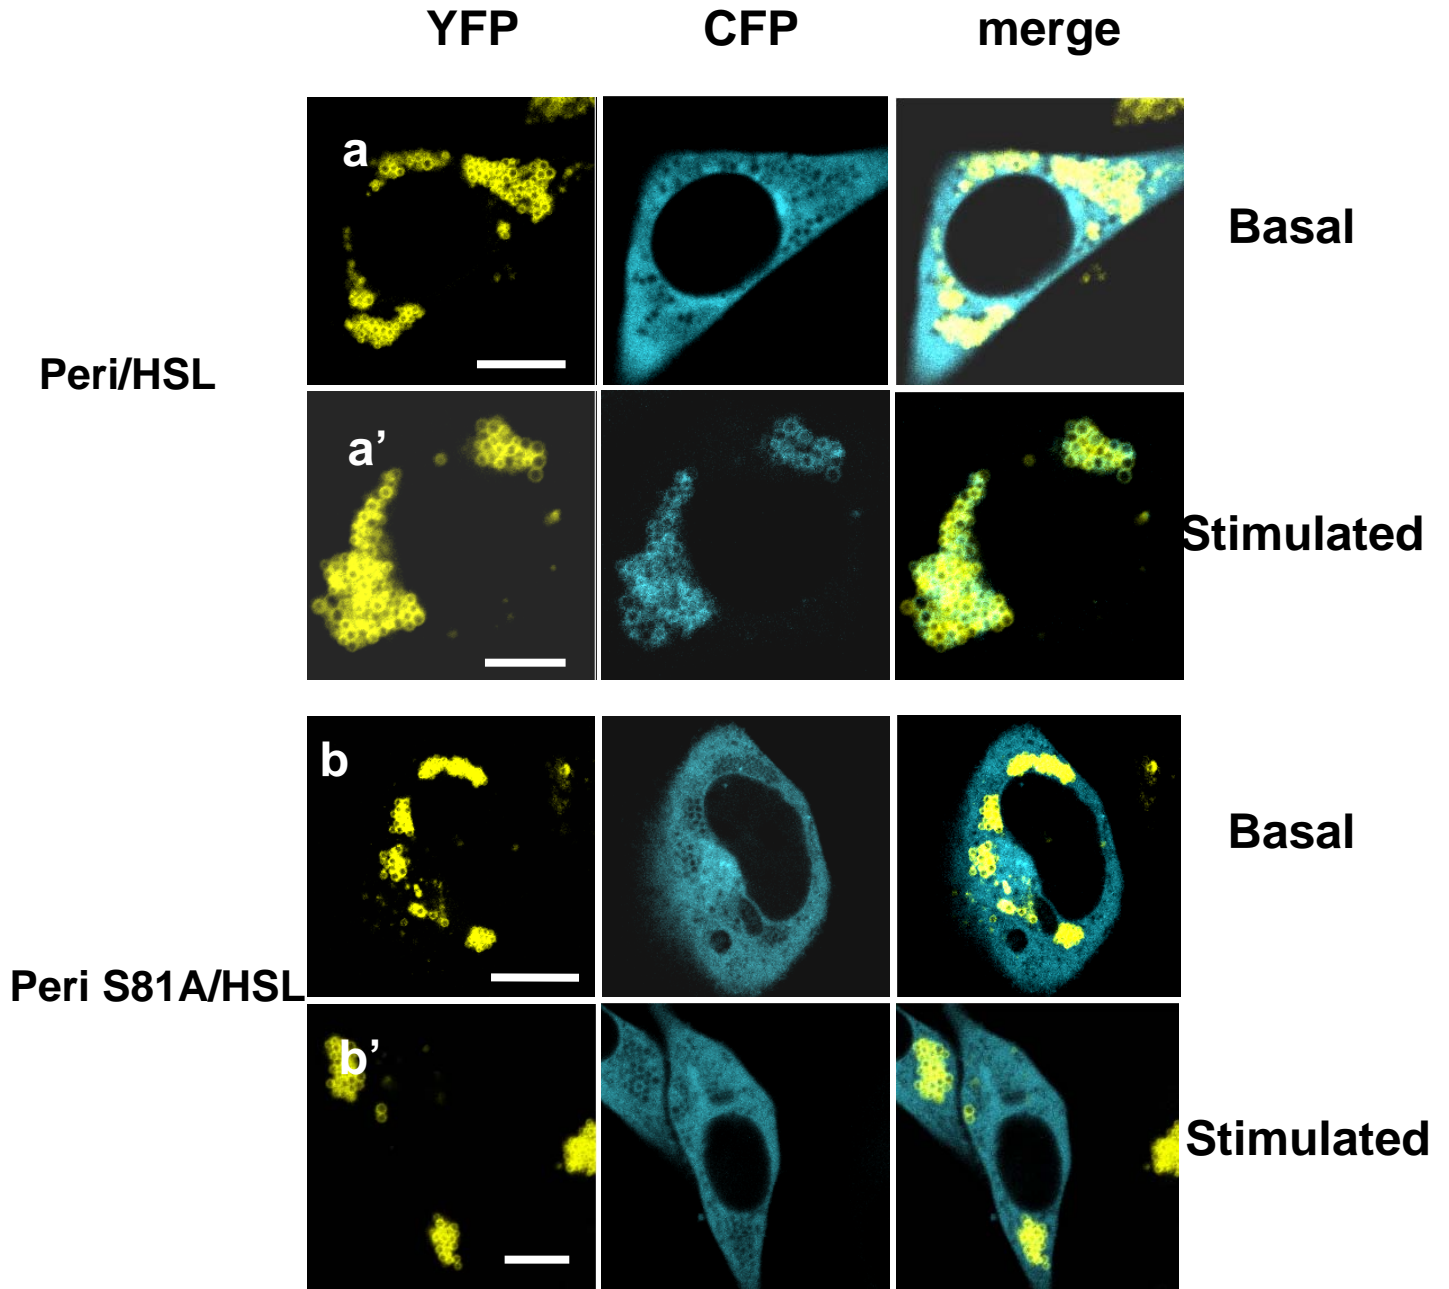 YFP CFP merge
a
Basal
Peri/HSL
a’
Stimulated
b
Basal
Peri S81A/HSL
b’
Stimulated